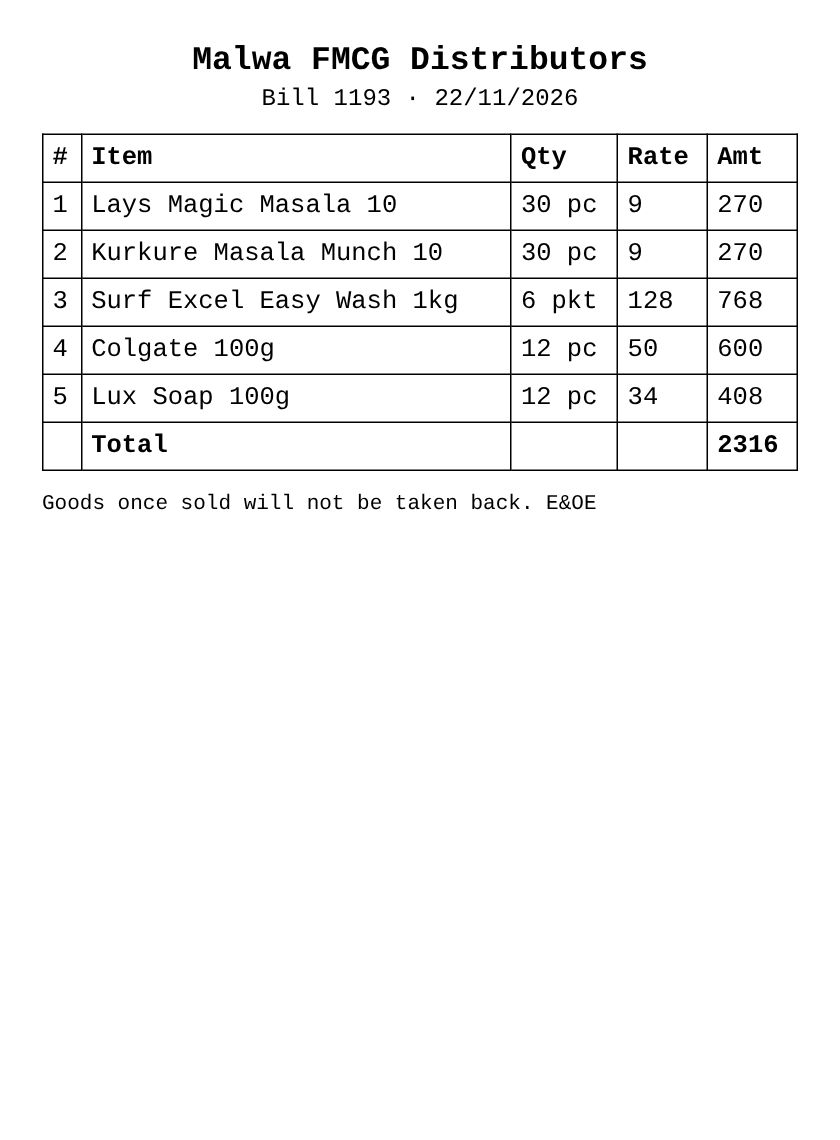 Malwa FMCG Distributors
Bill 1193 · 22/11/2026
# Item Qty Rate Amt
1 Lays Magic Masala 10 30 pc 9 270
2 Kurkure Masala Munch 10 30 pc 9 270
3 Surf Excel Easy Wash 1kg 6 pkt 128 768
4 Colgate 100g 12 pc 50 600
5 Lux Soap 100g 12 pc 34 408
Total 2316
Goods once sold will not be taken back. E&OE